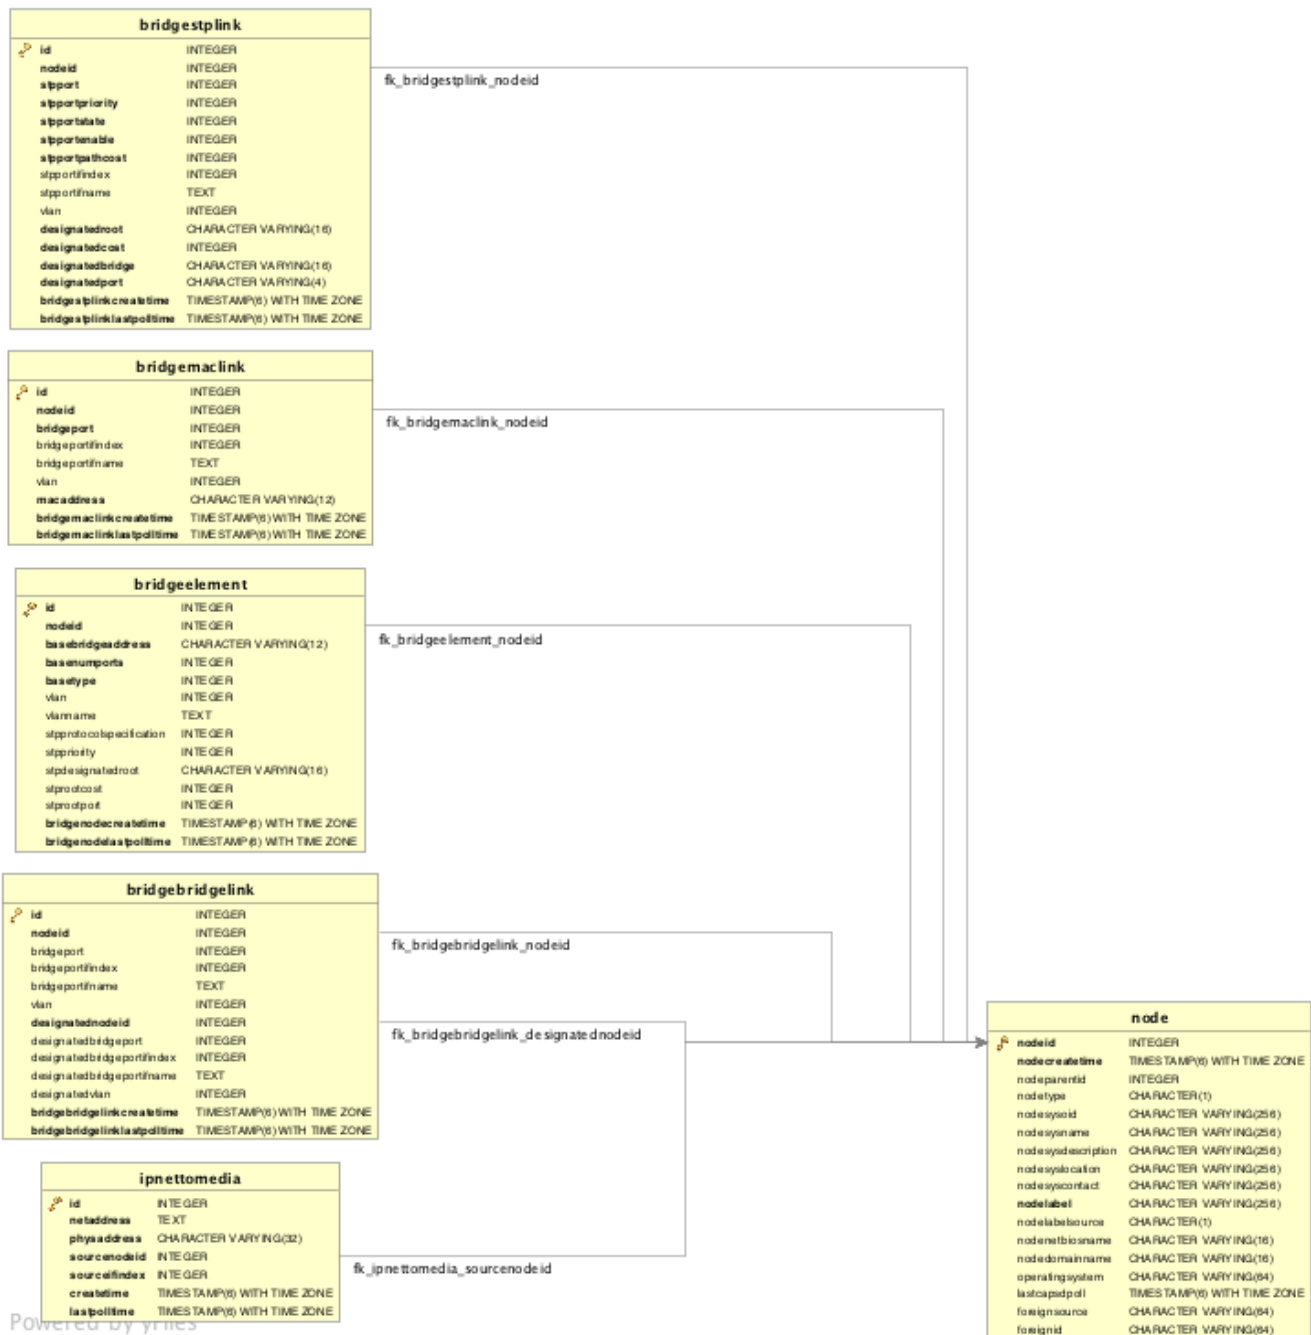 bridgestplink
id INTEGER
nodeid INTEGER
stpport INTEGER
stpportpriority INTEGER
stpportstate INTEGER
stpportenable INTEGER
stpportpathcost INTEGER
stpportifindex INTEGER
stpportifname TEXT
vlan INTEGER
designatedroot CHARACTER VARYING(16)
designatedcost INTEGER
designatedbridge CHARACTER VARYING(16)
designatedport CHARACTER VARYING(4)
bridgestplinkcreatetime TIMESTAMP(6) WITH TIME ZONE
bridgestplinklastpolltime TIMESTAMP(6) WITH TIME ZONE
fk_bridgestplink_nodeid
bridgemaclink
id INTEGER
nodeid INTEGER
bridgeport INTEGER
bridgeportifindex INTEGER
bridgeportifname TEXT
vlan INTEGER
macaddress CHARACTER VARYING(12)
bridgemaclinkcreatetime TIMESTAMP(6) WITH TIME ZONE
bridgemaclinklastpolltime TIMESTAMP(6) WITH TIME ZONE
fk_bridgemaclink_nodeid
bridgeelement
id INTEGER
nodeid INTEGER
basebridgeaddress CHARACTER VARYING(12)
basenumports INTEGER
basetype INTEGER
vlan INTEGER
vlanname TEXT
stpprotocolspecification INTEGER
stppriority INTEGER
stpdesignatedroot CHARACTER VARYING(16)
stprootcost INTEGER
stprootport INTEGER
bridgenodecreatetime TIMESTAMP(6) WITH TIME ZONE
bridgenodelastpolltime TIMESTAMP(6) WITH TIME ZONE
fk_bridgeelement_nodeid
bridgebridgelink
id INTEGER
nodeid INTEGER
bridgeport INTEGER
bridgeportifindex INTEGER
bridgeportifname TEXT
vlan INTEGER
designatednodeid INTEGER
designatedbridgeport INTEGER
designatedbridgeportifindex INTEGER
designatedbridgeportifname TEXT
designatedvlan INTEGER
bridgebridgelinkcreatetime TIMESTAMP(6) WITH TIME ZONE
bridgebridgelinklastpolltime TIMESTAMP(6) WITH TIME ZONE
fk_bridgebridgelink_nodeid
fk_bridgebridgelink_designatednodeid
ipnettomedia
id INTEGER
netaddress TEXT
physaddress CHARACTER VARYING(32)
sourcenodeid INTEGER
sourceifindex INTEGER
createtime TIMESTAMP(6) WITH TIME ZONE
lastpolltime TIMESTAMP(6) WITH TIME ZONE
fk_ipnettomedia_sourcenodeid
node
nodeid INTEGER
nodecreatetime TIMESTAMP(6) WITH TIME ZONE
nodeparentid INTEGER
nodetype CHARACTER(1)
nodesysoid CHARACTER VARYING(256)
nodesysname CHARACTER VARYING(256)
nodesysdescription CHARACTER VARYING(256)
nodesyslocation CHARACTER VARYING(256)
nodesyscontact CHARACTER VARYING(256)
nodelabel CHARACTER VARYING(256)
nodelabelsource CHARACTER(1)
nodenetbiosname CHARACTER VARYING(16)
nodedomainname CHARACTER VARYING(16)
operatingsystem CHARACTER VARYING(64)
lastcapsdpoll TIMESTAMP(6) WITH TIME ZONE
foreignsource CHARACTER VARYING(64)
foreignid CHARACTER VARYING(64)
Powered by yFiles